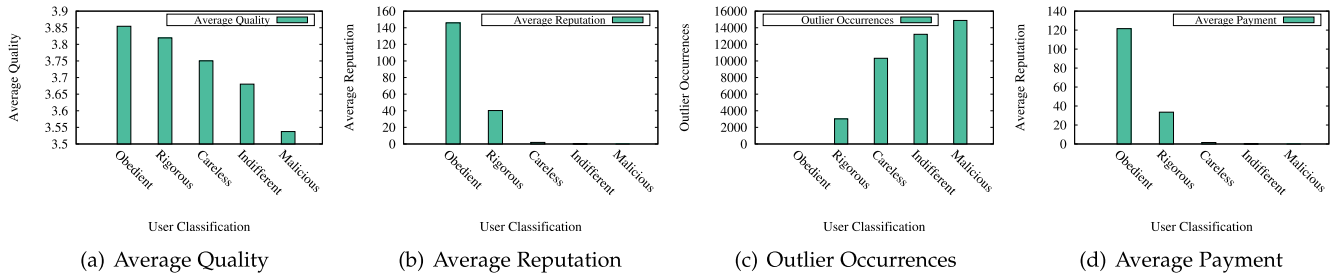 Average Quality
3.9
3.85
3.8
3.75
3.7
3.65
3.6
3.55
3.5
Average Quality
Obedient
Rigorous
Careless
Indifferent
Malicious
User Classification
(a) Average Quality
Average Reputation
160
140
120
100
80
60
40
20
0
Average Reputation
Obedient
Rigorous
Careless
Indifferent
Malicious
User Classification
(b) Average Reputation
Outlier Occurrences
16000
14000
12000
10000
8000
6000
4000
2000
0
Outlier Occurrences
Obedient
Rigorous
Careless
Indifferent
Malicious
User Classification
(c) Outlier Occurrences
Average Reputation
140
120
100
80
60
40
20
0
Average Payment
Obedient
Rigorous
Careless
Indifferent
Malicious
User Classification
(d) Average Payment